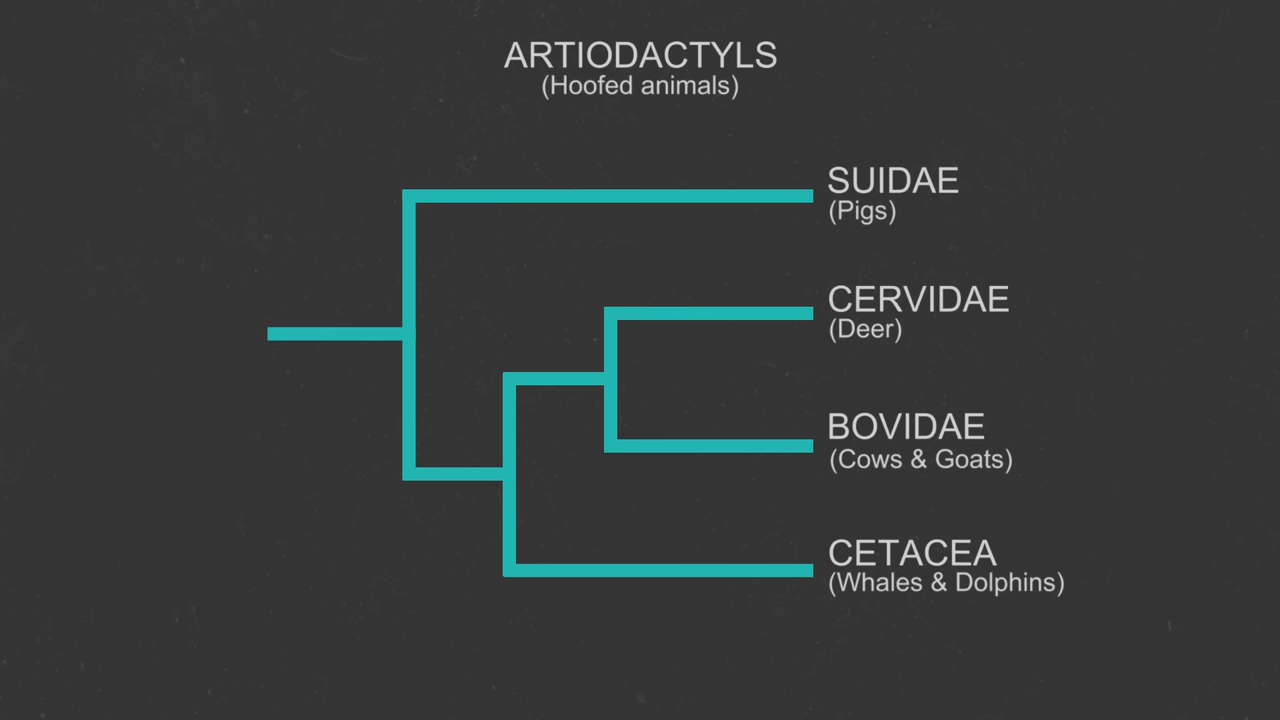 ARTIODACTYLS
(Hoofed animals)
SUIDAE
(Pigs)
CERVIDAE
(Deer)
BOVIDAE
(Cows & Goats)
CETACEA
(Whales & Dolphins)